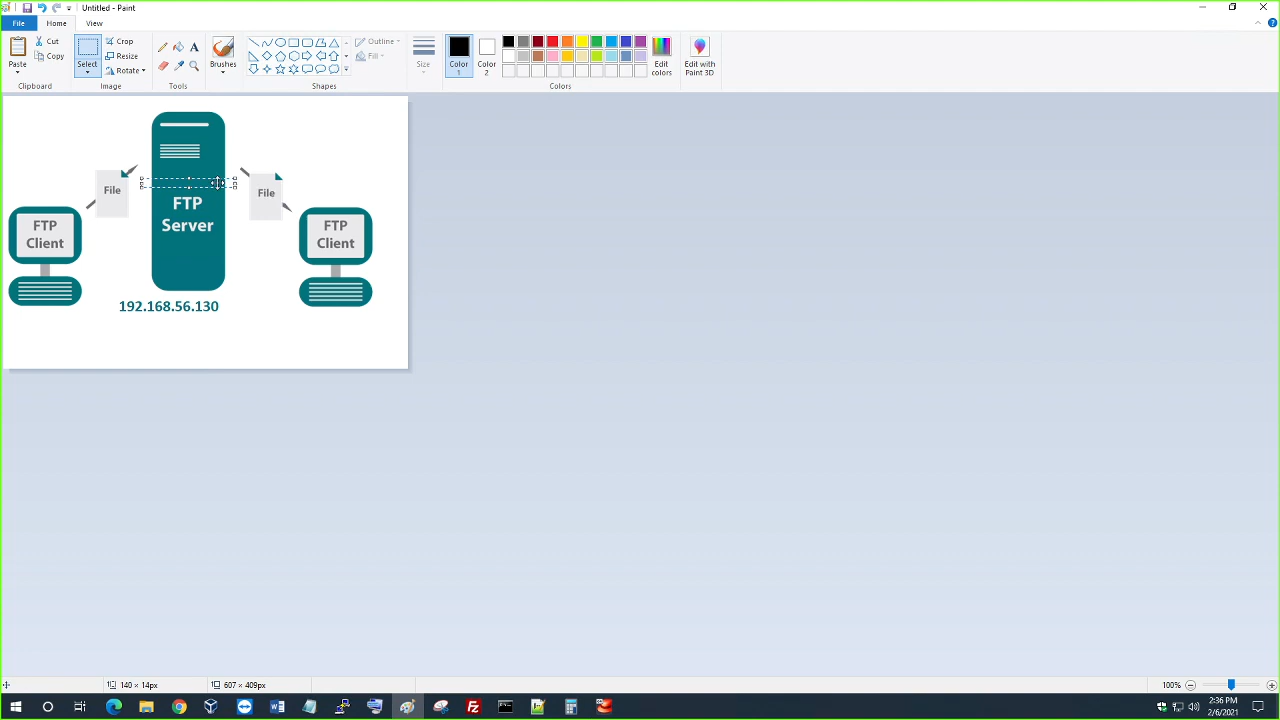 Untitled - Paint
File Home View
Paste
Cut
Copy
Clipboard
Select
Crop
Resize
Rotate
Image
A
Tools
Brushes
Outline
Fill
Shapes
Size
Color 1
Color 2
Edit colors
Colors
Edit with Paint 3D
File
File
FTP
Server
FTP
Client
FTP
Client
192.168.56.130
140 × 14px
607 × 409px
100%
2:36 PM
2/6/2021